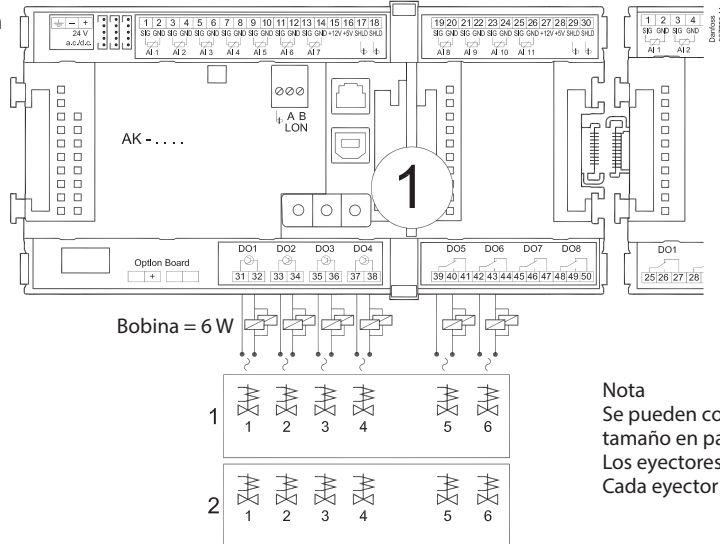 24 V
a.c./d.c.
1 2 3 4 5 6 7 8 9 10 11 12 13 14 15 16 17 18
SIG GND SIG GND SIG GND SIG GND SIG GND SIG GND SIG GND +12V +5V SHLD SHLD
AI 1 AI 2 AI 3 AI 4 AI 5 AI 6 AI 7
19 20 21 22 23 24 25 26 27 28 29 30
SIG GND SIG GND SIG GND SIG GND +12V +5V SHLD SHLD
AI 8 AI 9 AI 10 AI 11
1 2 3 4
SIG GND SIG GND
AI 1 AI 2
Danfoss
A B
LON
AK - . . . .
1
Option Board
+
DO1 DO2 DO3 DO4
31 32 33 34 35 36 37 38
DO5 DO6 DO7 DO8
39 40 41 42 43 44 45 46 47 48 49 50
DO1
25 26 27 28
Bobina = 6 W
1
1 2 3 4 5 6
2
1 2 3 4 5 6
Nota
Se pueden co
tamaño en pa
Los eyectores
Cada eyector